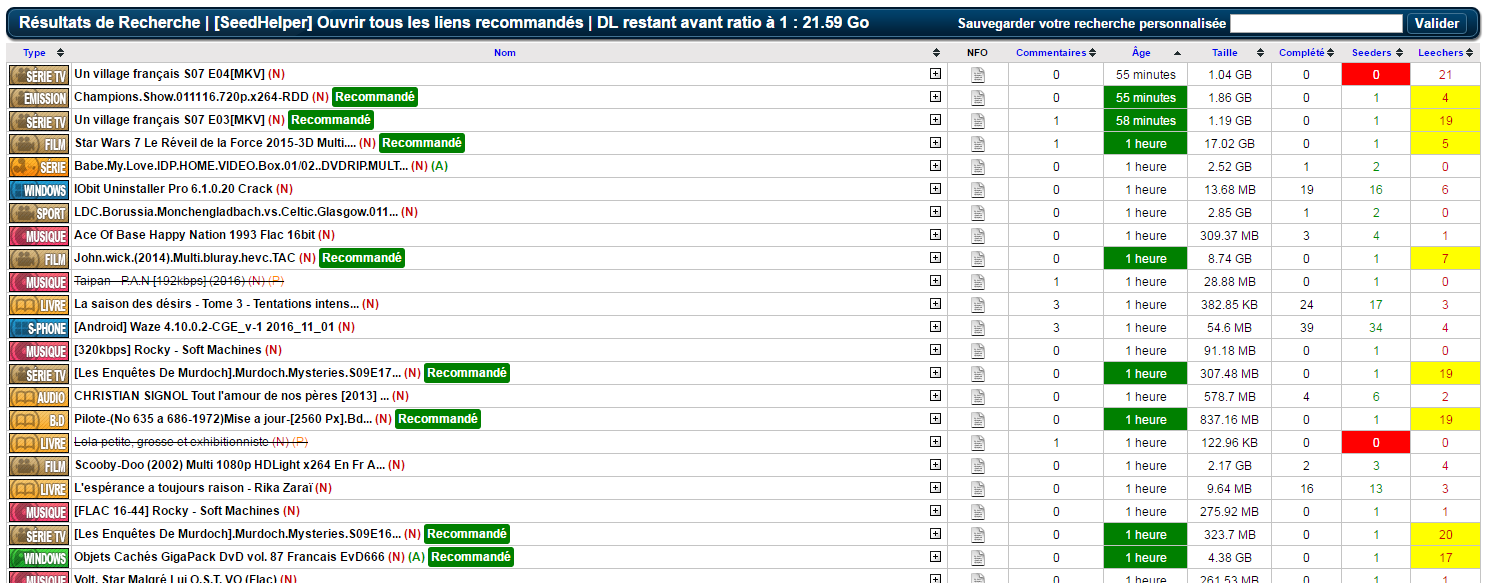 Résultats de Recherche | [SeedHelper] Ouvrir tous les liens recommandés | DL restant avant ratio à 1 : 21.59 Go Sauvegarder votre recherche personnalisée Valider
Type Nom NFO Commentaires Âge Taille Complété Seeders Leechers
SÉRIE TV Un village français S07 E04[MKV] (N) 0 55 minutes 1.04 GB 0 0 21
EMISSION Champions.Show.011116.720p.x264-RDD (N) Recommandé 0 55 minutes 1.86 GB 0 1 4
SÉRIE TV Un village français S07 E03[MKV] (N) Recommandé 1 58 minutes 1.19 GB 0 1 19
FILM Star Wars 7 Le Réveil de la Force 2015-3D Multi.... (N) Recommandé 1 1 heure 17.02 GB 0 1 5
SÉRIE Babe.My.Love.IDP.HOME.VIDEO.Box.01/02..DVDRIP.MULT... (N) (A) 0 1 heure 2.52 GB 1 2 0
WINDOWS IObit Uninstaller Pro 6.1.0.20 Crack (N) 0 1 heure 13.68 MB 19 16 6
SPORT LDC.Borussia.Monchengladbach.vs.Celtic.Glasgow.011... (N) 0 1 heure 2.85 GB 1 2 0
MUSIQUE Ace Of Base Happy Nation 1993 Flac 16bit (N) 0 1 heure 309.37 MB 3 4 1
FILM John.wick.(2014).Multi.bluray.hevc.TAC (N) Recommandé 0 1 heure 8.74 GB 0 1 7
MUSIQUE Taipan - P.A.N [192kbps] (2016) (N) (P) 1 1 heure 28.88 MB 0 1 0
LIVRE La saison des désirs - Tome 3 - Tentations intens... (N) 3 1 heure 382.85 KB 24 17 3
S-PHONE [Android] Waze 4.10.0.2-CGE_v-1 2016_11_01 (N) 3 1 heure 54.6 MB 39 34 4
MUSIQUE [320kbps] Rocky - Soft Machines (N) 0 1 heure 91.18 MB 0 1 0
SÉRIE TV [Les Enquêtes De Murdoch].Murdoch.Mysteries.S09E17... (N) Recommandé 0 1 heure 307.48 MB 0 1 19
AUDIO CHRISTIAN SIGNOL Tout l'amour de nos pères [2013] ... (N) 0 1 heure 578.7 MB 4 6 2
B.D Pilote-(No 635 a 686-1972)Mise a jour-[2560 Px].Bd... (N) Recommandé 0 1 heure 837.16 MB 0 1 19
LIVRE Lola petite, grosse et exhibitionniste (N) (P) 1 1 heure 122.96 KB 0 0 0
FILM Scooby-Doo (2002) Multi 1080p HDLight x264 En Fr A... (N) 0 1 heure 2.17 GB 2 3 4
LIVRE L'espérance a toujours raison - Rika Zaraï (N) 0 1 heure 9.64 MB 16 13 3
MUSIQUE [FLAC 16-44] Rocky - Soft Machines (N) 0 1 heure 275.92 MB 0 1 1
SÉRIE TV [Les Enquêtes De Murdoch].Murdoch.Mysteries.S09E16... (N) Recommandé 0 1 heure 323.7 MB 0 1 20
WINDOWS Objets Cachés GigaPack DvD vol. 87 Francais EvD666 (N) (A) Recommandé 0 1 heure 4.38 GB 0 1 17
MUSIQUE Volt, Star Malgré Lui O.S.T. VO (Flac) (N) 0 1 heure 261.53 MB 0 1 1